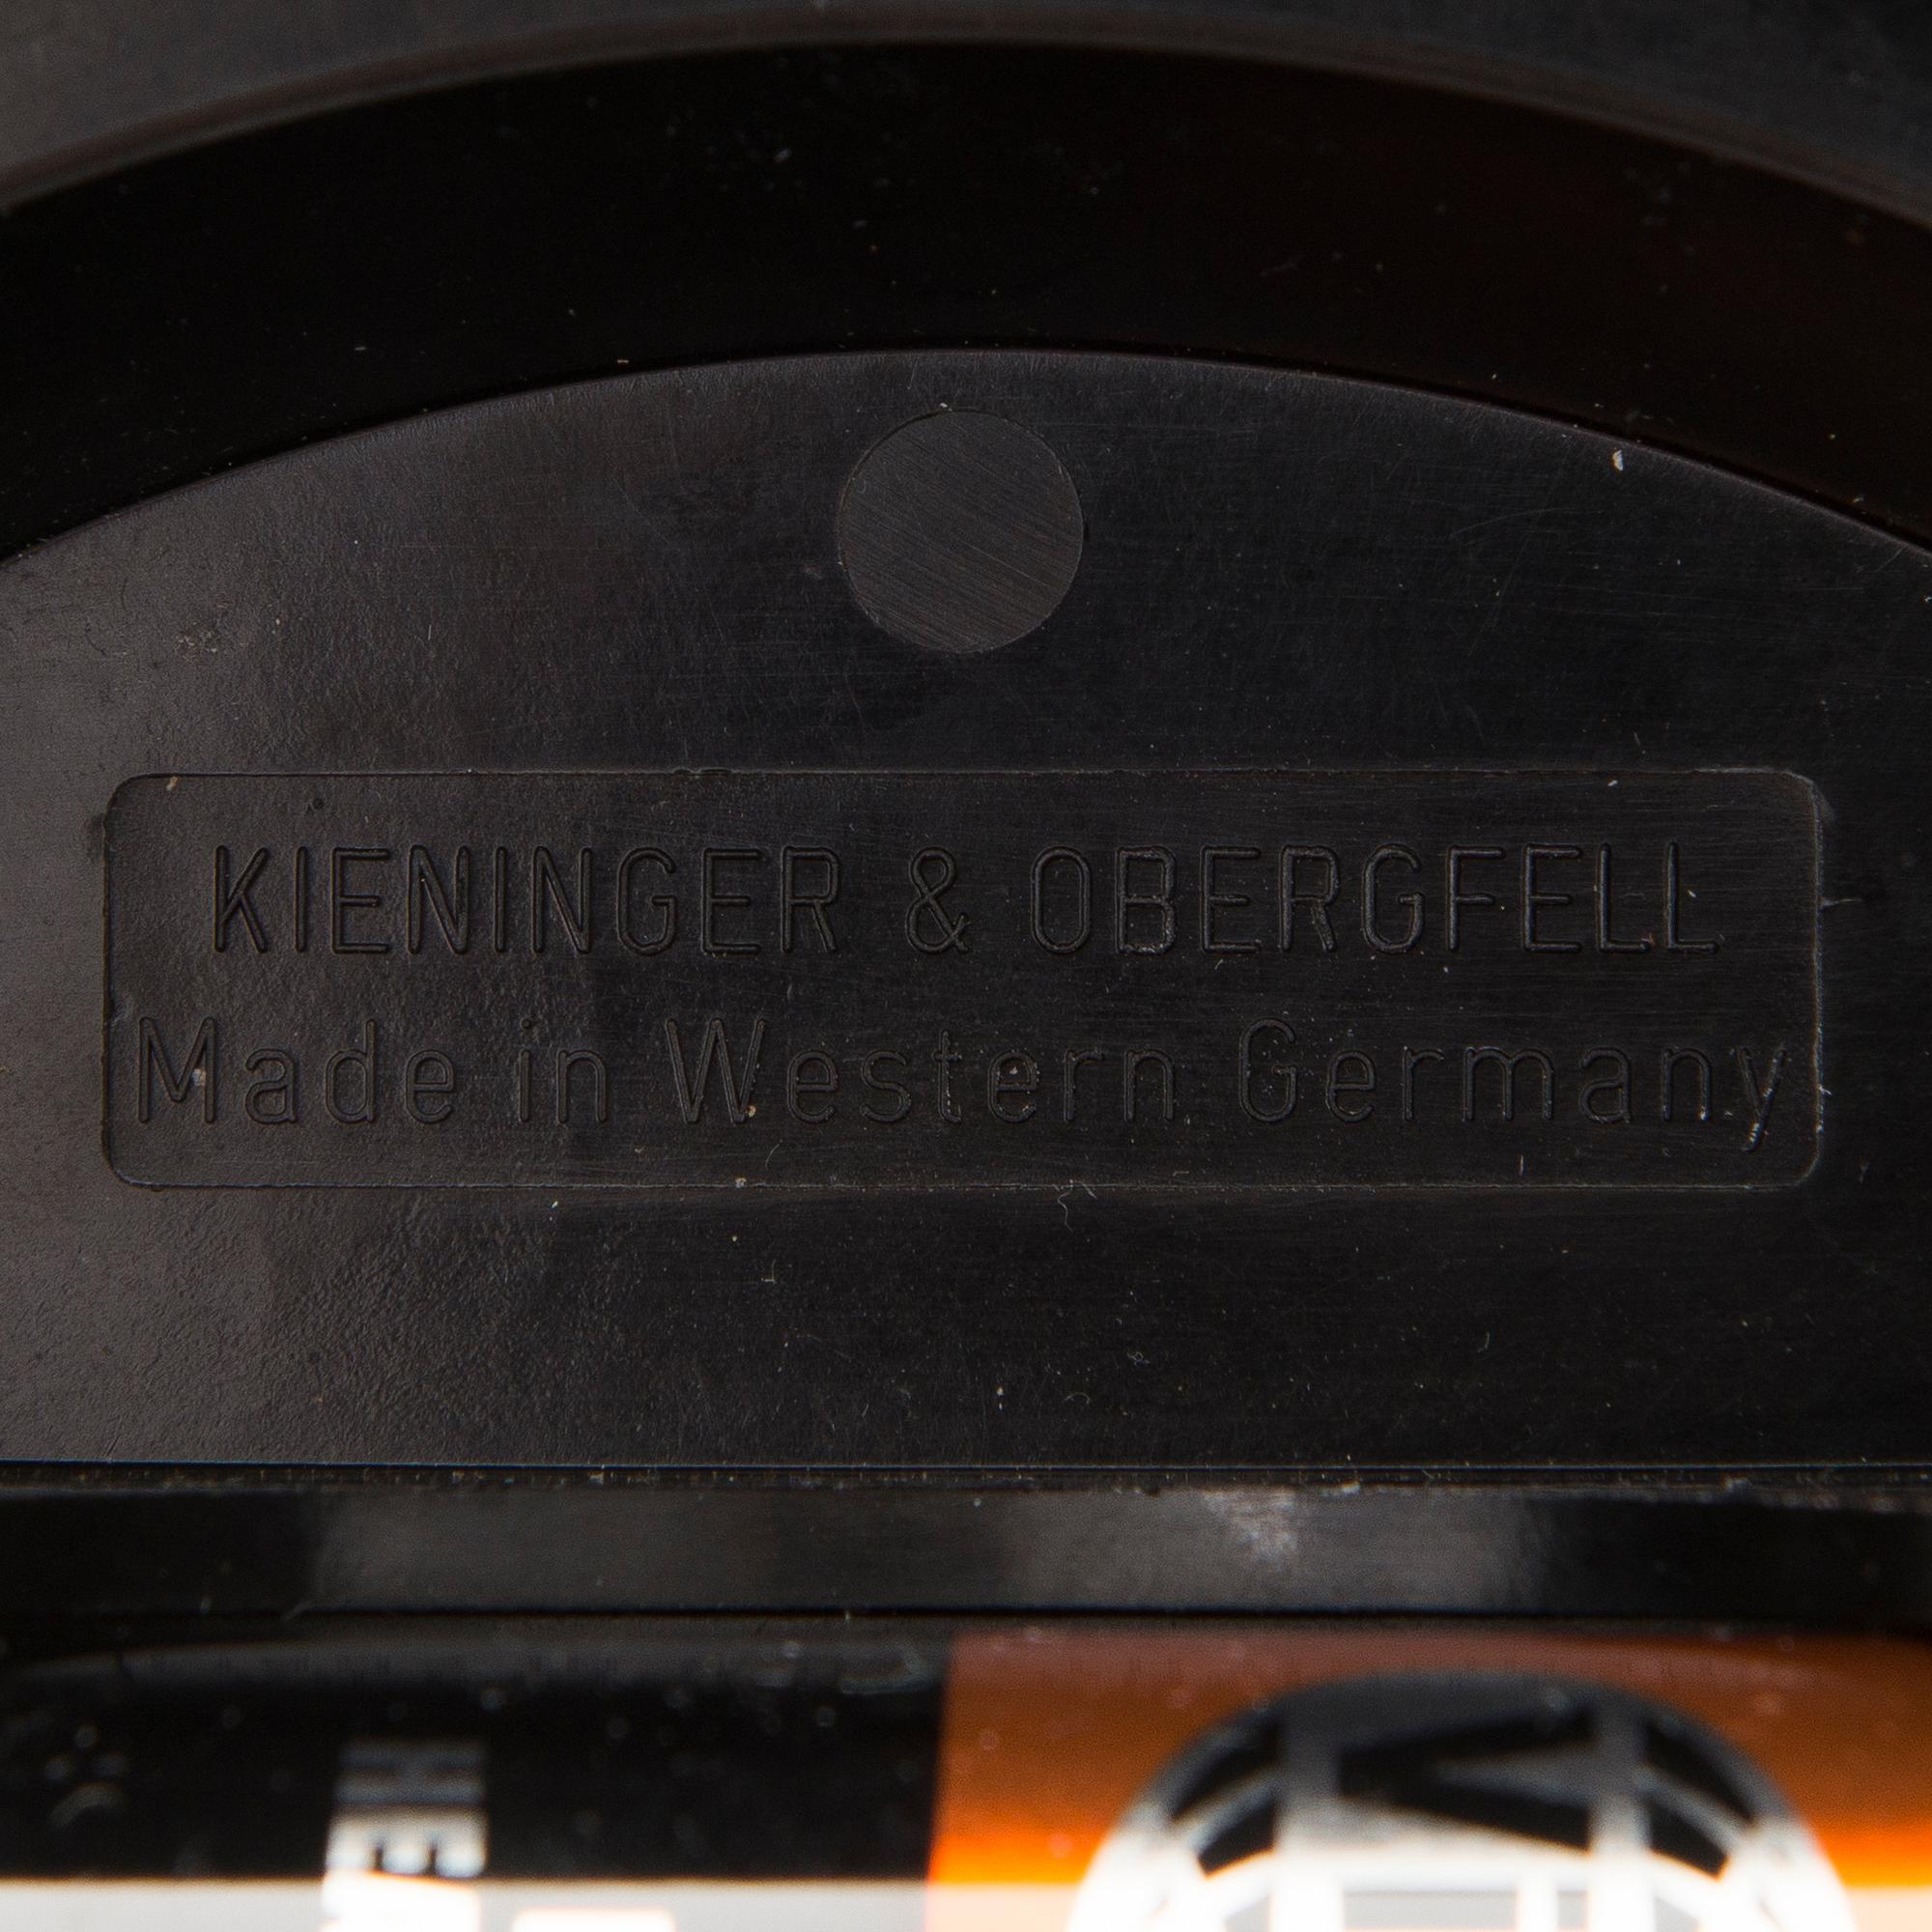 KIENINGER & OBERGFELL
Made in Western Germany